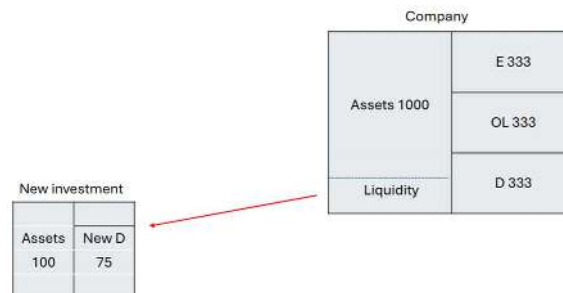 Company
E 333
Assets 1000
OL 333
Liquidity
D 333
New investment
Assets
New D
100
75